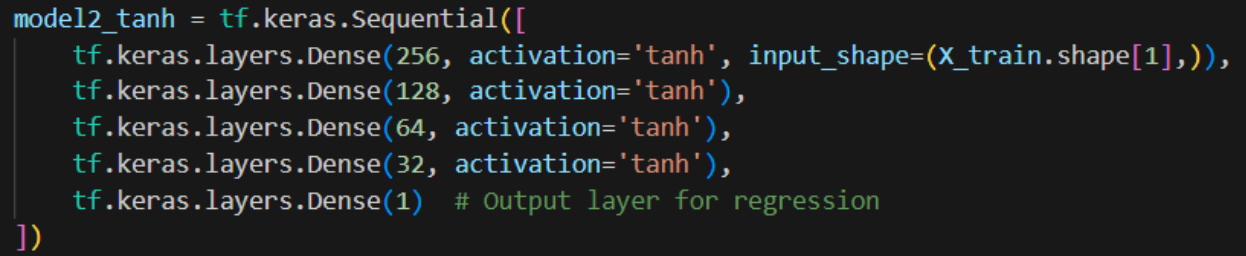 model2_tanh = tf.keras.Sequential([
    tf.keras.layers.Dense(256, activation='tanh', input_shape=(X_train.shape[1],)),
    tf.keras.layers.Dense(128, activation='tanh'),
    tf.keras.layers.Dense(64, activation='tanh'),
    tf.keras.layers.Dense(32, activation='tanh'),
    tf.keras.layers.Dense(1)  # Output layer for regression
])